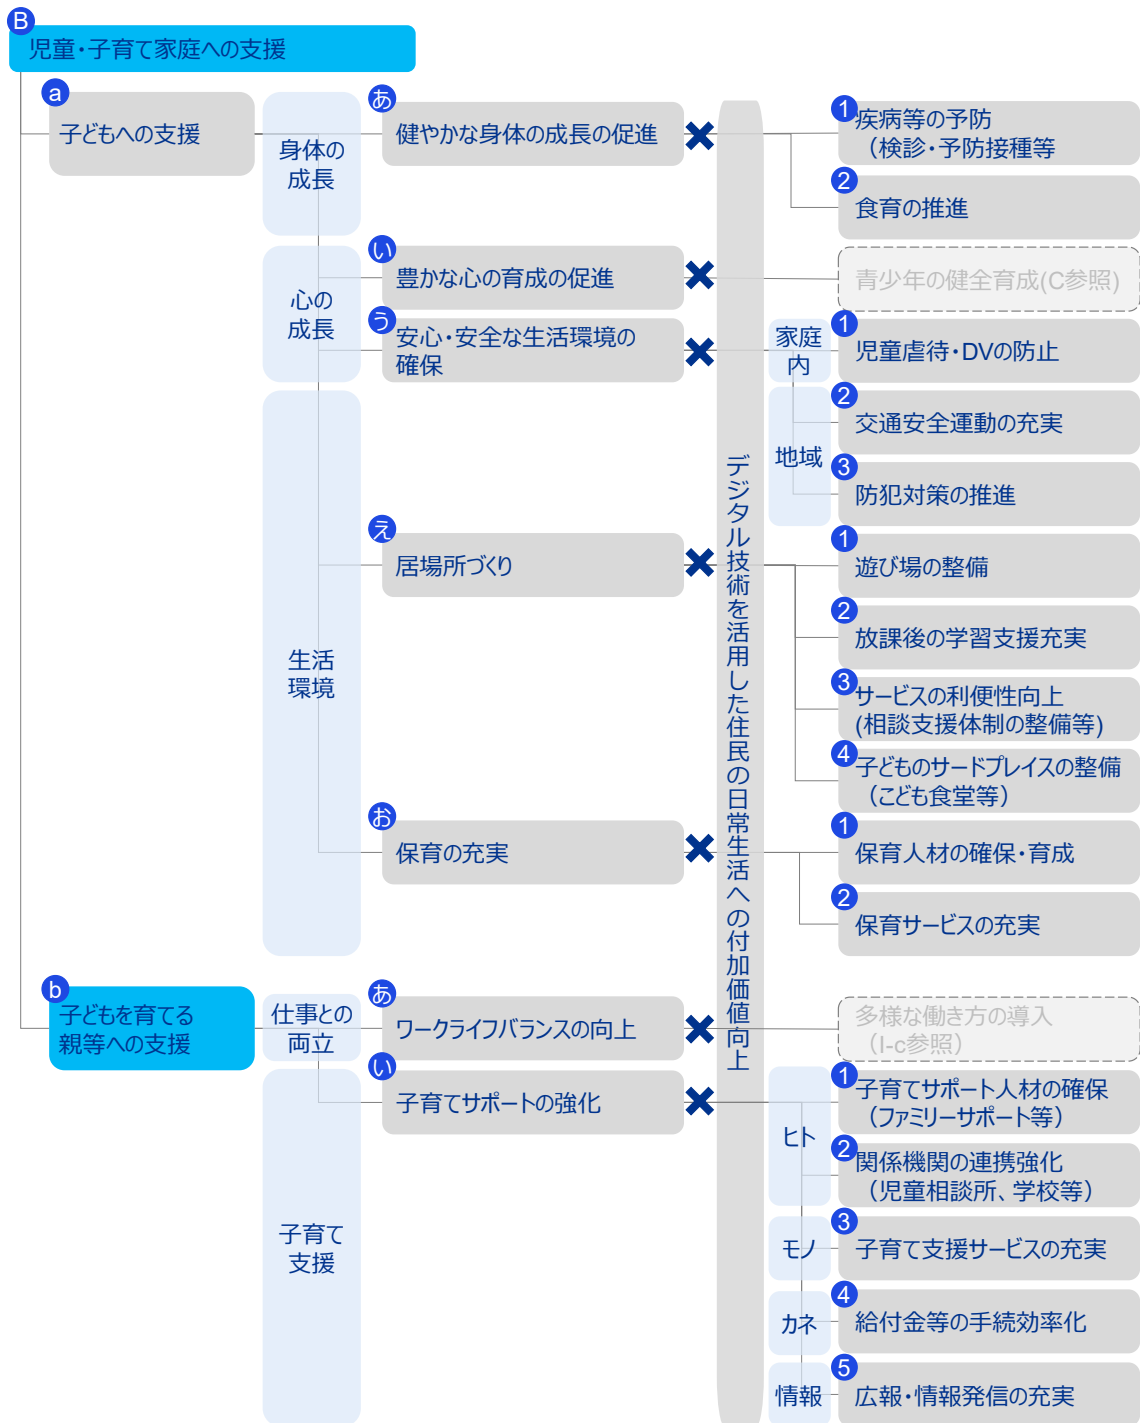 B
児童・子育て家庭への支援
a
子どもへの支援
身体の
成長
あ
健やかな身体の成長の促進
1
疾病等の予防
（検診・予防接種等
2
食育の推進
心の
成長
い
豊かな心の育成の促進
青少年の健全育成(C参照)
う
安心・安全な生活環境の
確保
家庭
内
1
児童虐待・DVの防止
地域
2
交通安全運動の充実
3
防犯対策の推進
生活
環境
え
居場所づくり
1
遊び場の整備
2
放課後の学習支援充実
3
サービスの利便性向上
(相談支援体制の整備等)
4
子どものサードプレイスの整備
（こども食堂等）
お
保育の充実
1
保育人材の確保・育成
2
保育サービスの充実
デジタル技術を活用した住民の日常生活への付加価値向上
b
子どもを育てる
親等への支援
仕事との
両立
あ
ワークライフバランスの向上
多様な働き方の導入
（I-c参照）
子育て
支援
い
子育てサポートの強化
ヒト
1
子育てサポート人材の確保
（ファミリーサポート等）
2
関係機関の連携強化
（児童相談所、学校等）
モノ
3
子育て支援サービスの充実
カネ
4
給付金等の手続効率化
情報
5
広報・情報発信の充実